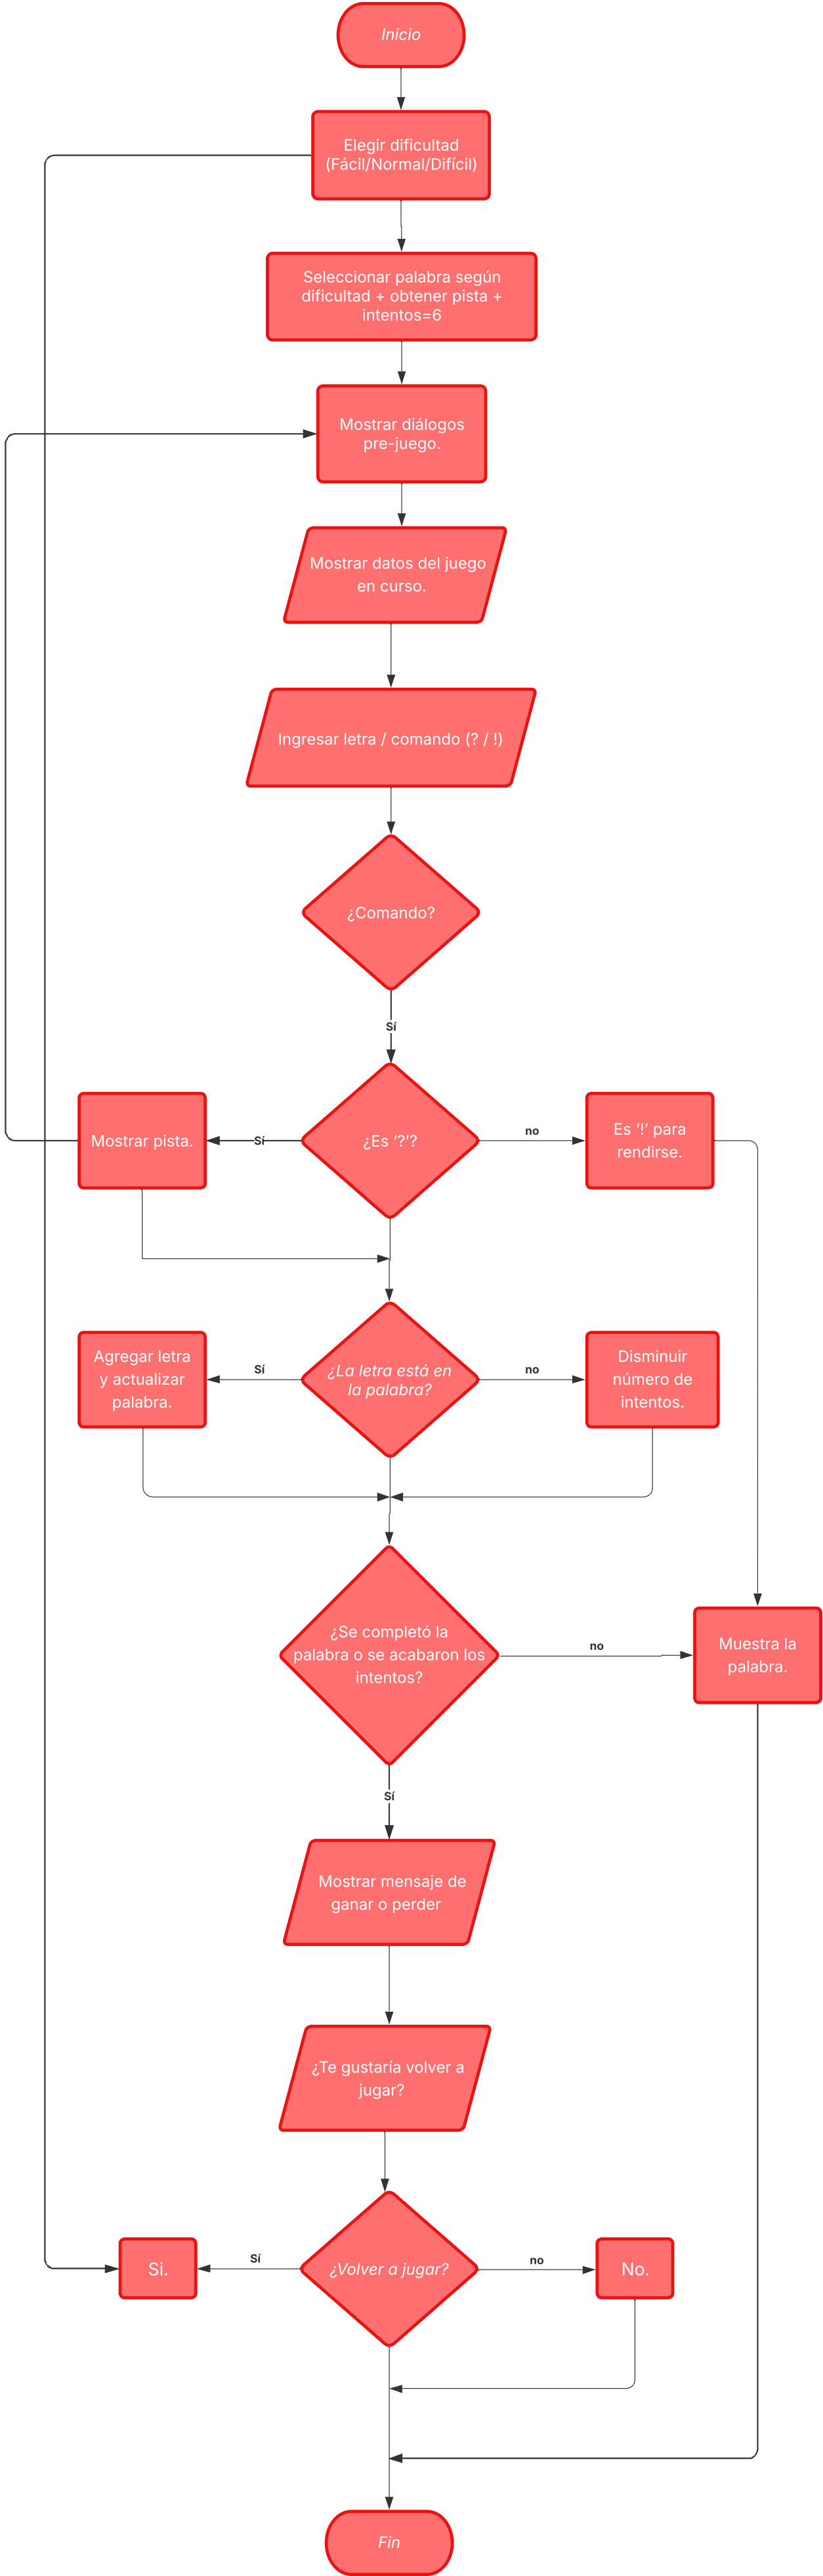 Inicio
Elegir dificultad
(Fácil/Normal/Difícil)
Seleccionar palabra según
dificultad + obtener pista +
intentos=6
Mostrar diálogos
pre-juego.
Mostrar datos del juego
en curso.
Ingresar letra / comando (? / !)
¿Comando?
Sí
Mostrar pista.
Sí
¿Es ‘?’?
no
Es ‘!’ para
rendirse.
Agregar letra
y actualizar
palabra.
Sí
¿La letra está en
la palabra?
no
Disminuir
número de
intentos.
¿Se completó la
palabra o se acabaron los
intentos?
no
Muestra la
palabra.
Sí
Mostrar mensaje de
ganar o perder
¿Te gustaría volver a
jugar?
Si.
Sí
¿Volver a jugar?
no
No.
Fin